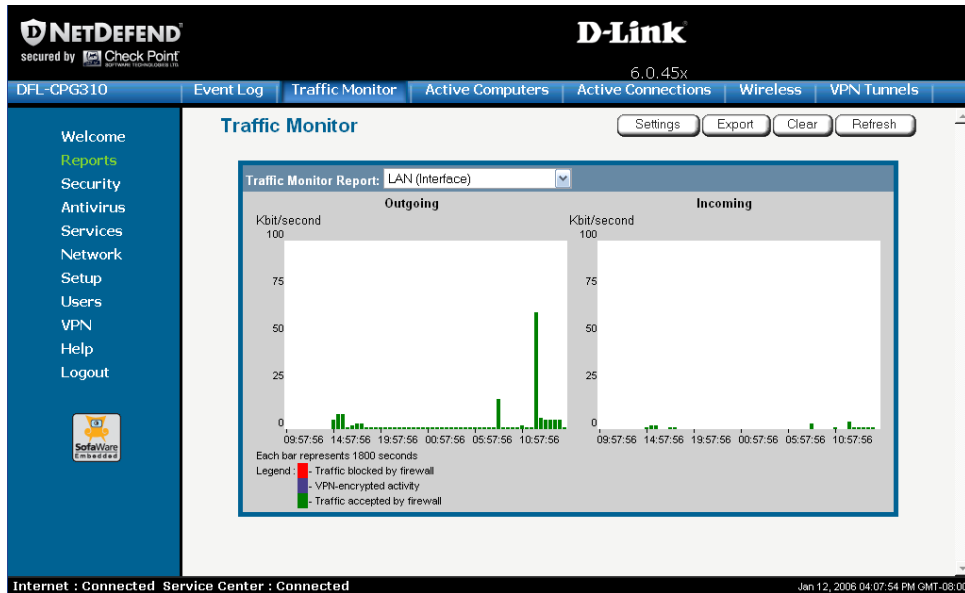 D NETDEFEND
secured by Check Point
SOFTWARE TECHNOLOGIES LTD.
D-Link
6.0.45x
DFL-CPG310
Event Log | Traffic Monitor | Active Computers | Active Connections | Wireless | VPN Tunnels
Welcome
Reports
Security
Antivirus
Services
Network
Setup
Users
VPN
Help
Logout
SofaWare
Embedded
Traffic Monitor
Settings Export Clear Refresh
Traffic Monitor Report: LAN (Interface)
Outgoing
Kbit/second
100
75
50
25
0
09:57:56 14:57:56 19:57:56 00:57:56 05:57:56 10:57:56
Incoming
Kbit/second
100
75
50
25
0
09:57:56 14:57:56 19:57:56 00:57:56 05:57:56 10:57:56
Each bar represents 1800 seconds
Legend :
- Traffic blocked by firewall
- VPN-encrypted activity
- Traffic accepted by firewall
Internet : Connected Service Center : Connected
Jan 12, 2006 04:07:54 PM GMT-08:00